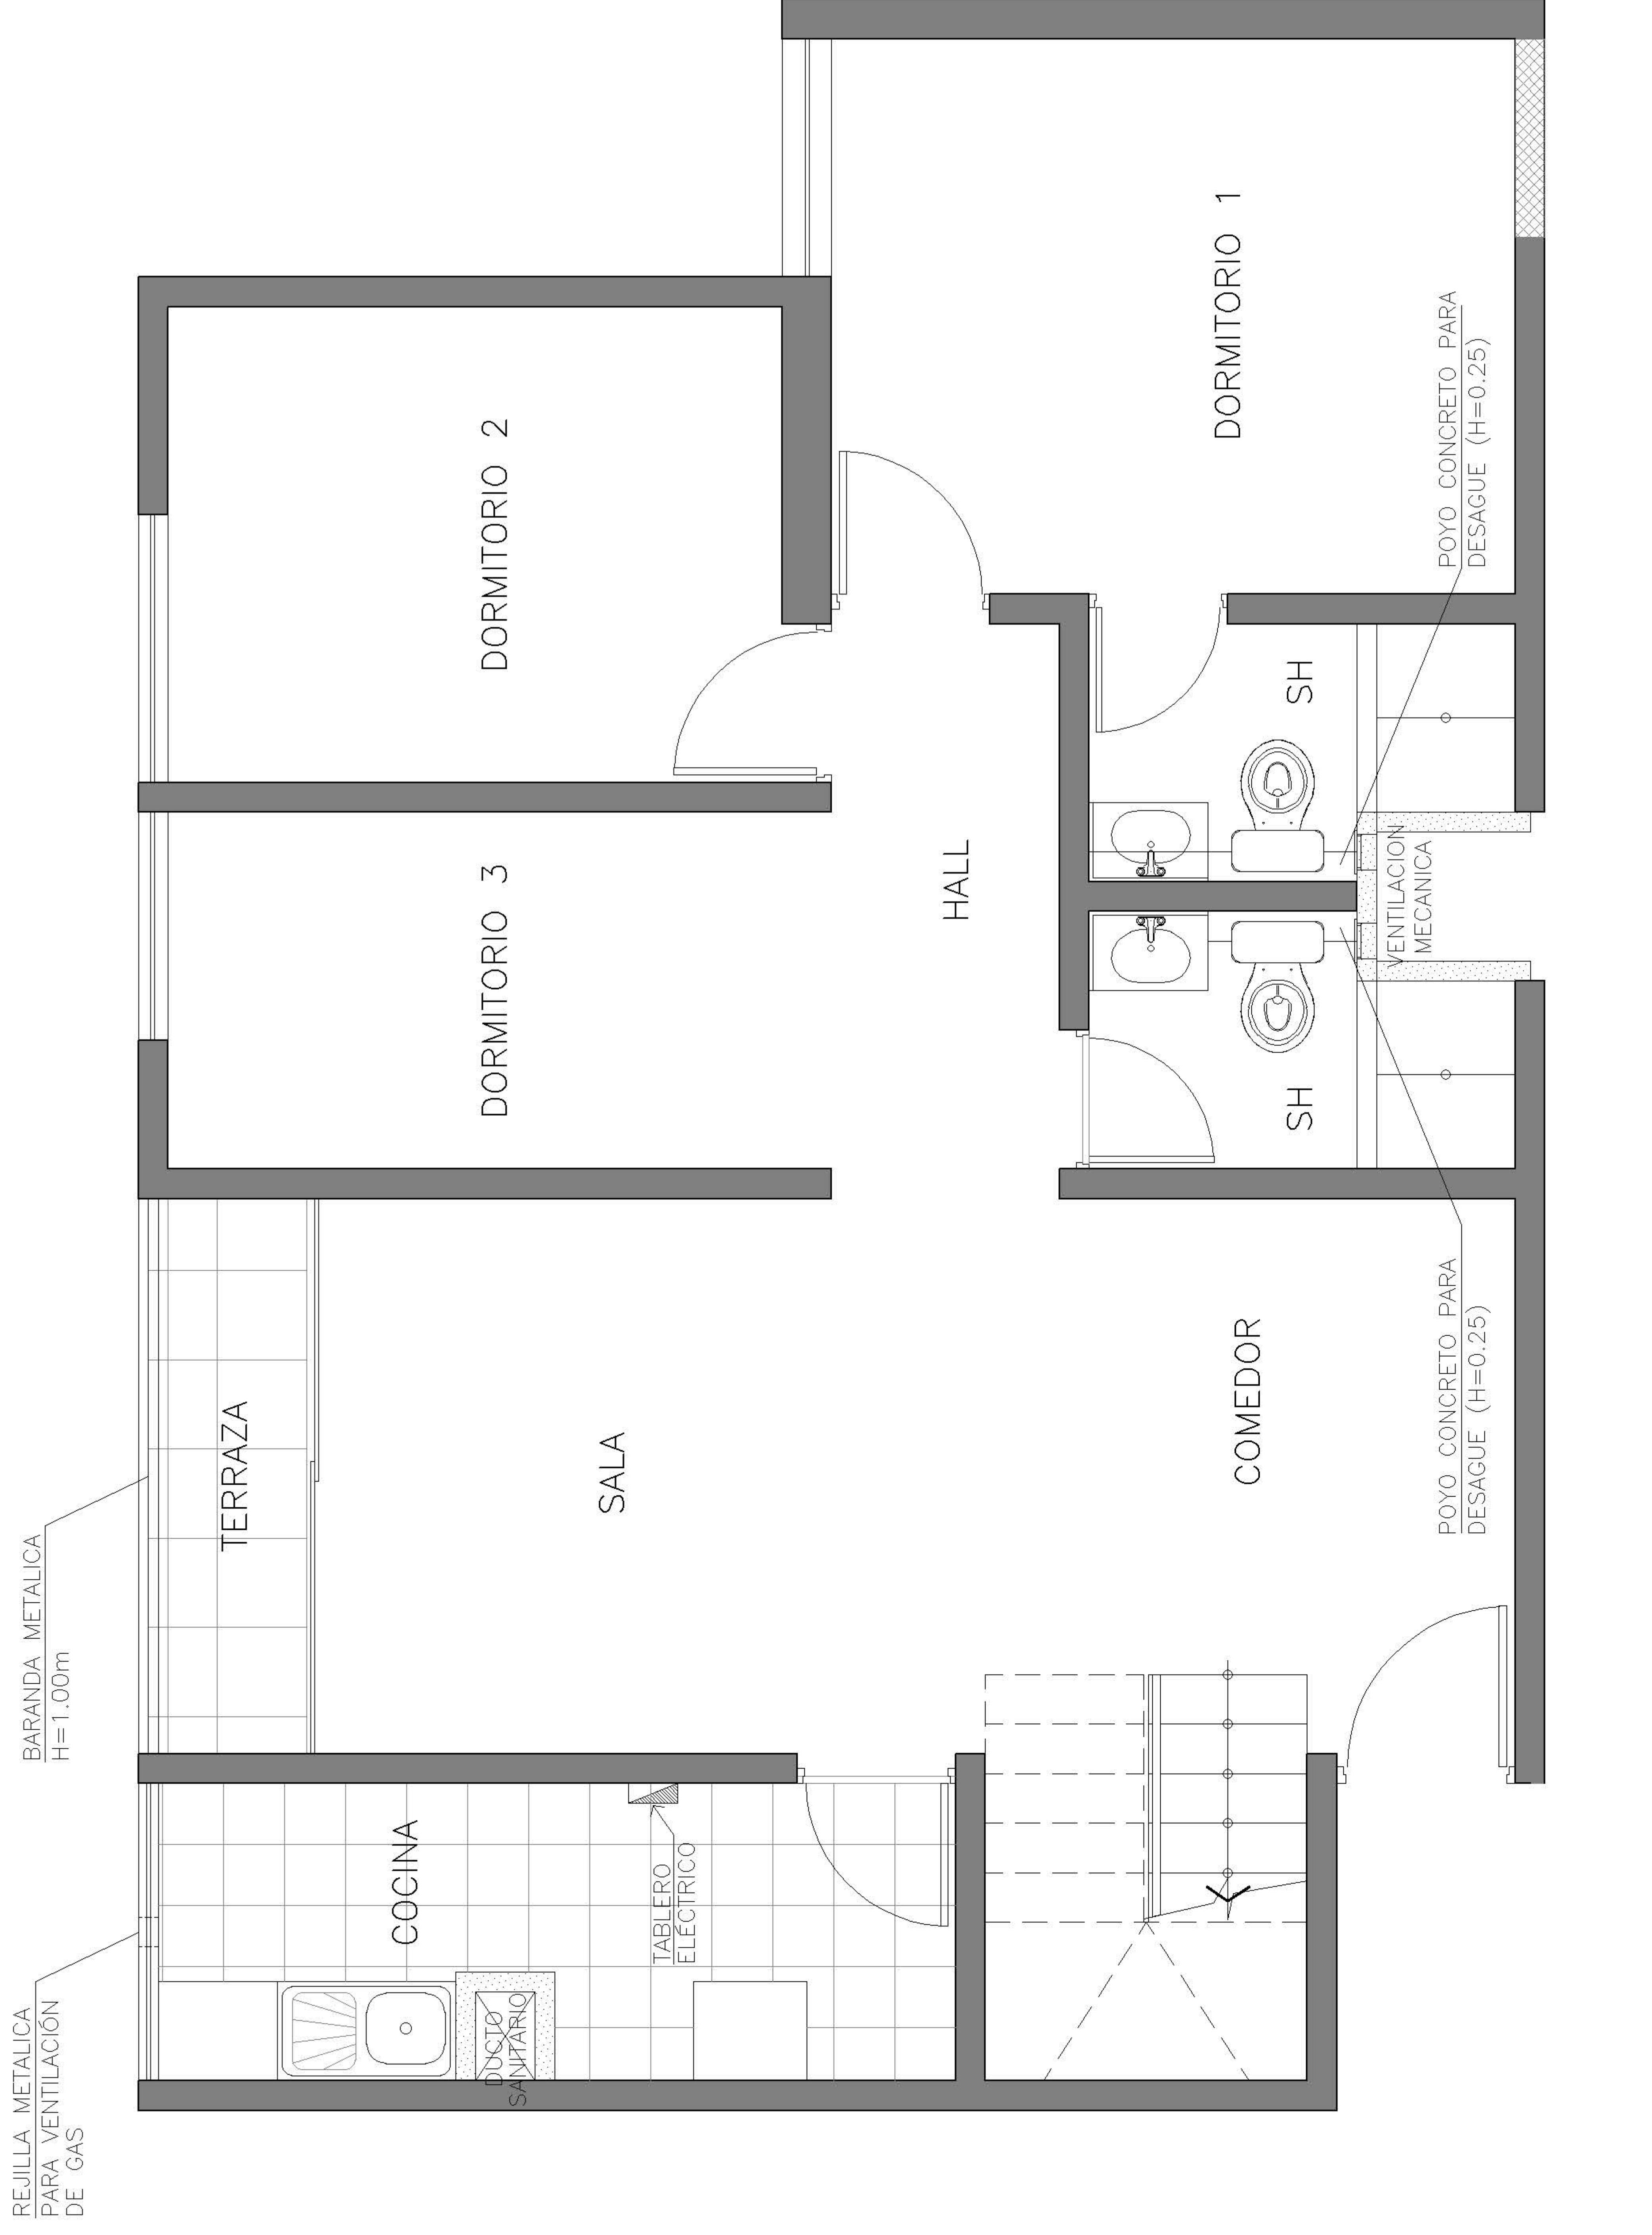 REJILLA METALICA
PARA VENTILACIÓN
DE GAS
BARANDA METALICA
H=1.00m
COCINA
TERRAZA
DORMITORIO 3
DORMITORIO 2
DUCTO
SANITARIO
TABLERO
ELÉCTRICO
SALA
HALL
COMEDOR
SH
SH
DORMITORIO 1
VENTILACION
MECANICA
POYO CONCRETO PARA
DESAGUE (H=0.25)
POYO CONCRETO PARA
DESAGUE (H=0.25)